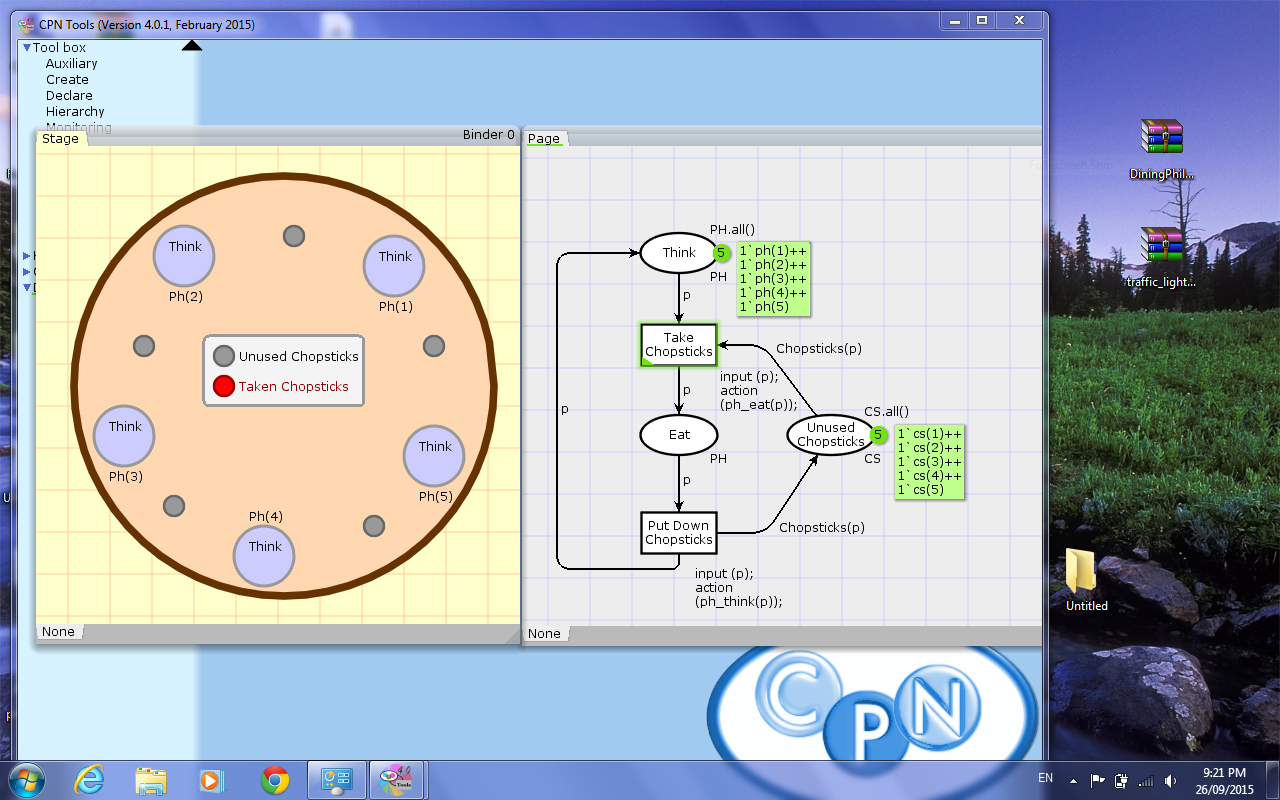 CPN Tools (Version 4.0.1, February 2015)
Tool box
Auxiliary
Create
Declare
Hierarchy
Monitoring
Binder 0
Stage
Think
Ph(2)
Think
Ph(1)
Unused Chopsticks
Taken Chopsticks
Think
Ph(3)
Think
Ph(5)
Ph(4)
Think
None
Page
PH.all()
Think
5
1`ph(1)++
1`ph(2)++
1`ph(3)++
1`ph(4)++
1`ph(5)
PH
p
Take
Chopsticks
Chopsticks(p)
input (p);
action
(ph_eat(p));
p
p
CS.all()
Eat
Unused
Chopsticks
5
1`cs(1)++
1`cs(2)++
1`cs(3)++
1`cs(4)++
1`cs(5)
PH
CS
p
Put Down
Chopsticks
Chopsticks(p)
input (p);
action
(ph_think(p));
None
CPN
DiningPhil...
traffic_light...
Untitled
4.0
Tools
EN
9:21 PM
26/09/2015